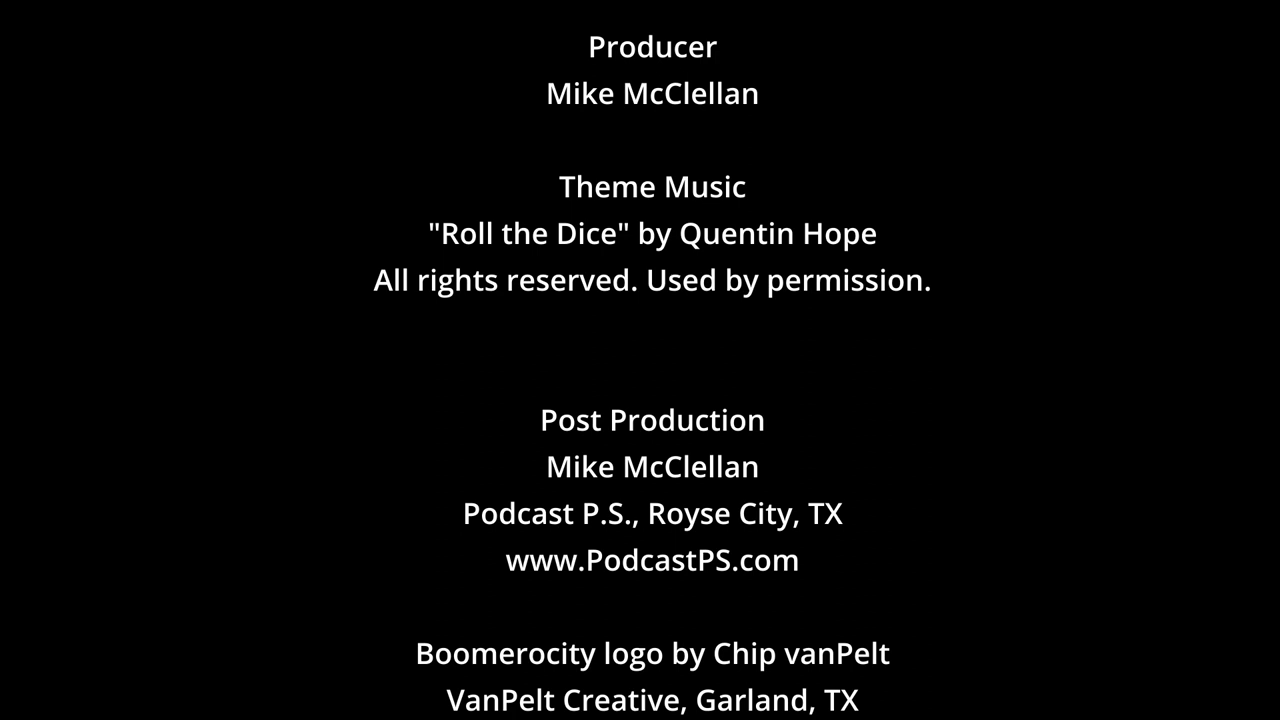 Producer
Mike McClellan
Theme Music
"Roll the Dice" by Quentin Hope
All rights reserved. Used by permission.
Post Production
Mike McClellan
Podcast P.S., Royse City, TX
www.PodcastPS.com
Boomerocity logo by Chip vanPelt
VanPelt Creative, Garland, TX